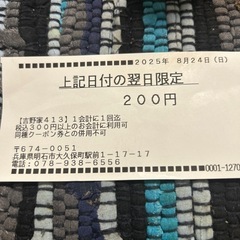 2025年 8月24日(日)
上記日付の翌日限定
200円
【吉野家413】1会計に1回迄
税込300円以上のお会計に利用可
同種クーポン券との併用不可
〒674-0051
兵庫県明石市大久保町駅前1-17-17
電話:078-938-6556
0001-1270